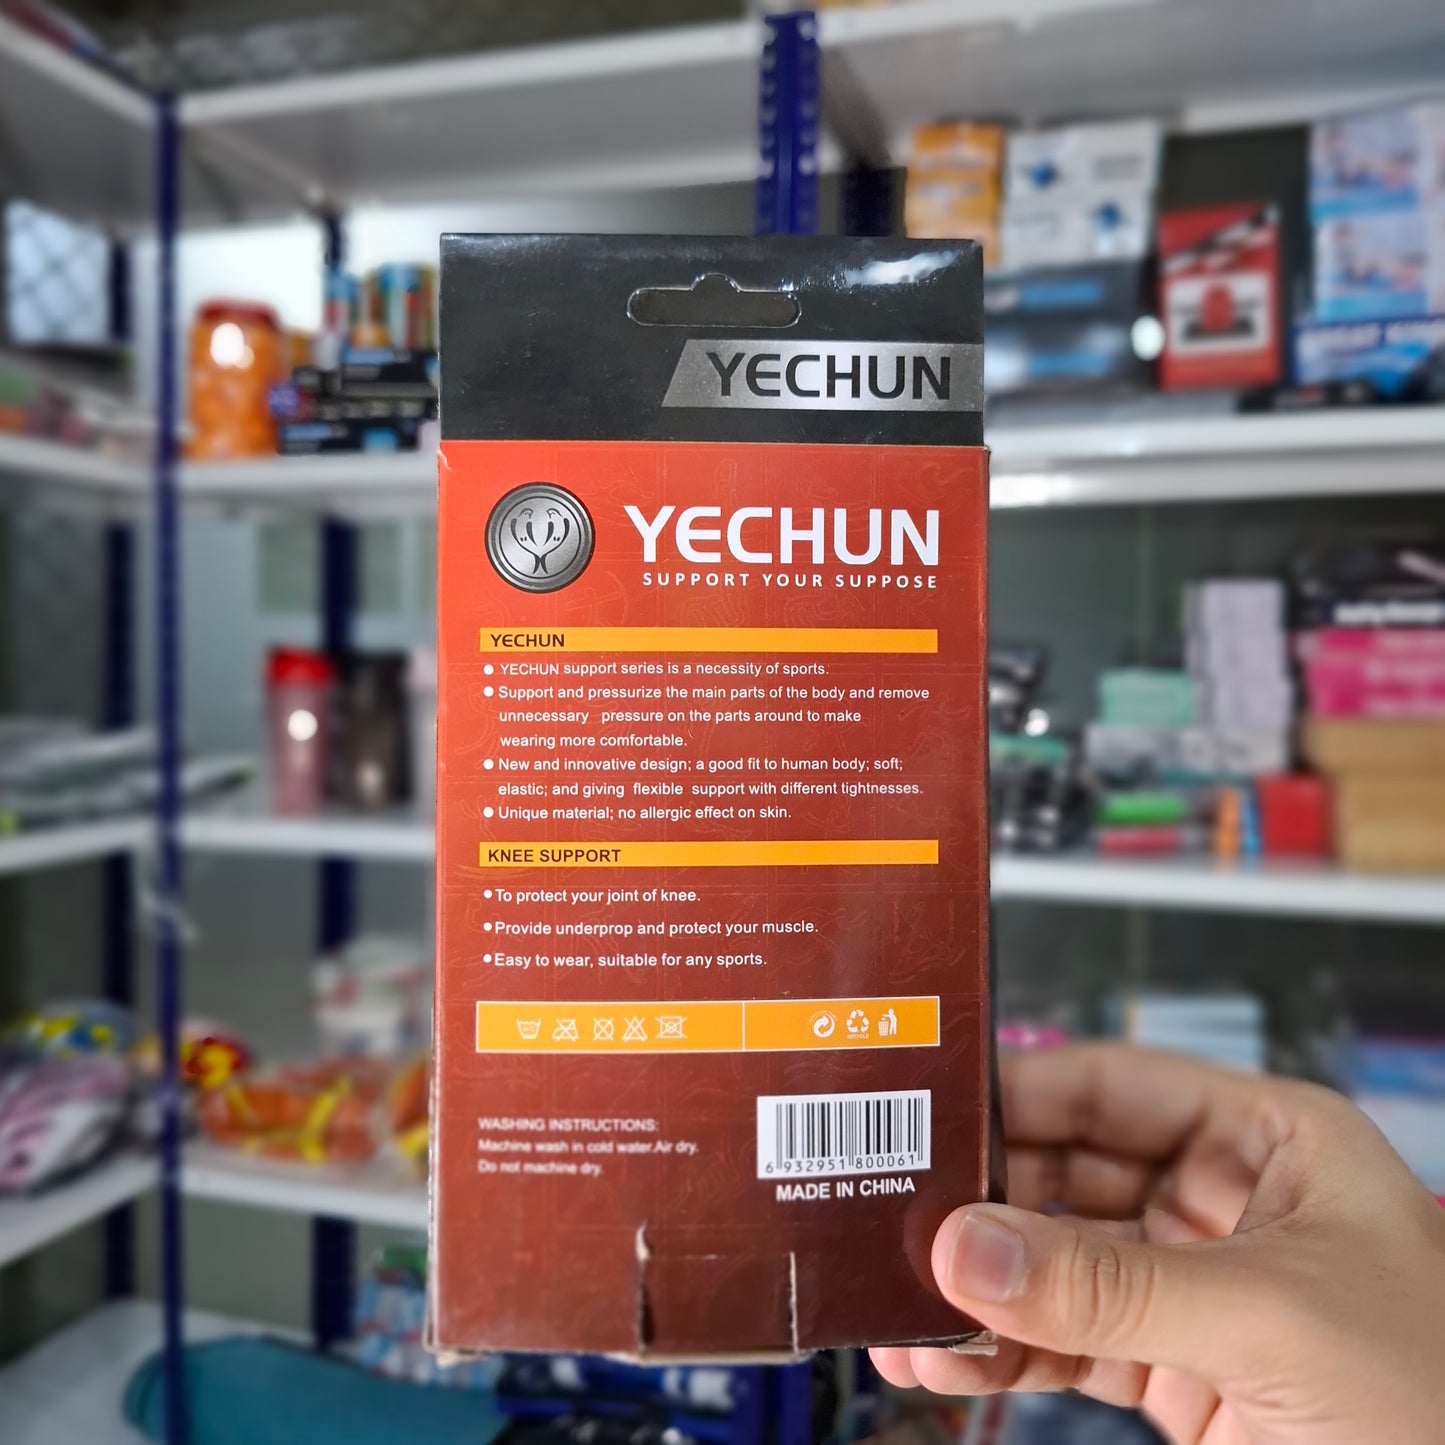 YECHUN
YECHUN
SUPPORT YOUR SUPPOSE
YECHUN
● YECHUN support series is a necessity of sports.
● Support and pressurize the main parts of the body and remove
unnecessary pressure on the parts around to make
wearing more comfortable.
● New and innovative design; a good fit to human body; soft;
elastic; and giving flexible support with different tightnesses.
● Unique material; no allergic effect on skin.
KNEE SUPPORT
● To protect your joint of knee.
● Provide underprop and protect your muscle.
● Easy to wear, suitable for any sports.
RECYCLE
WASHING INSTRUCTIONS:
Machine wash in cold water.Air dry.
Do not machine dry.
6 932951 800061
MADE IN CHINA